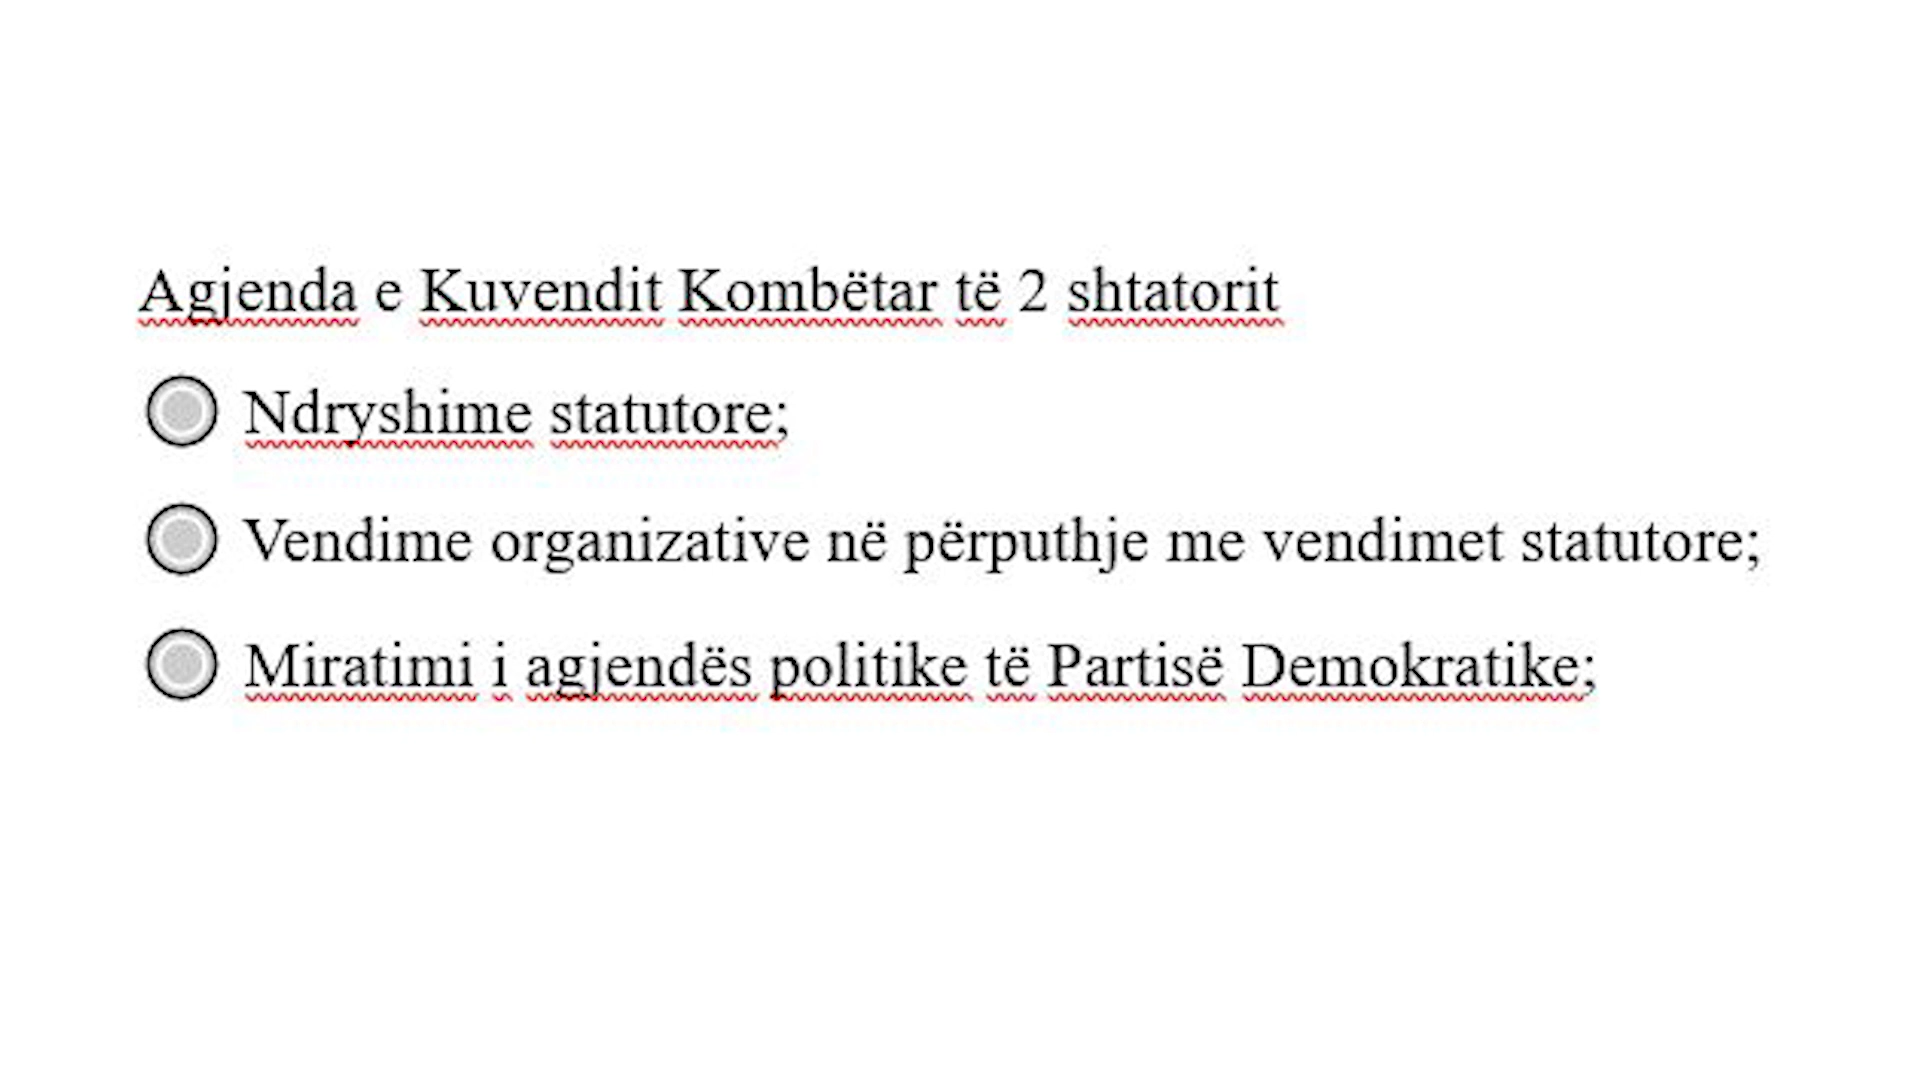 Agjenda e Kuvendit Kombëtar të 2 shtatorit
Ndryshime statutore;
Vendime organizative në përputhje me vendimet statutore;
Miratimi i agjendës politike të Partisë Demokratike;